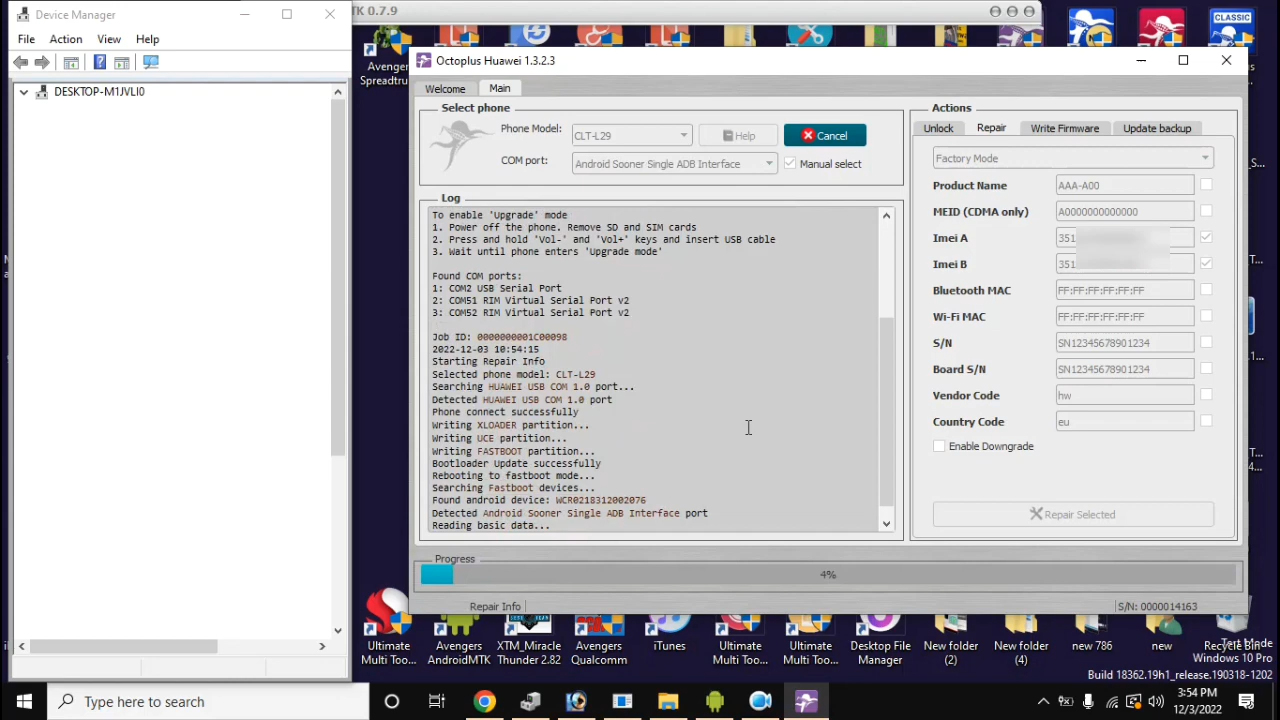 Device Manager
File Action View Help
DESKTOP-M1JVLI0
TK 0.7.9
Avenger
Spreadtru
CLASSIC
Octoplus Huawei 1.3.2.3
Welcome
Main
Select phone
Phone Model:
CLT-L29
Help
Cancel
COM port:
Android Sooner Single ADB Interface
Manual select
Log
To enable 'Upgrade' mode
1. Power off the phone. Remove SD and SIM cards
2. Press and hold 'Vol-' and 'Vol+' keys and insert USB cable
3. Wait until phone enters 'Upgrade mode'
Found COM ports:
1: COM2 USB Serial Port
2: COM51 RIM Virtual Serial Port v2
3: COM52 RIM Virtual Serial Port v2
Job ID: 0000000001C00098
2022-12-03 10:54:15
Starting Repair Info
Selected phone model: CLT-L29
Searching HUAWEI USB COM 1.0 port...
Detected HUAWEI USB COM 1.0 port
Phone connect successfully
Writing XLOADER partition...
Writing UCE partition...
Writing FASTBOOT partition...
Bootloader Update successfully
Rebooting to fastboot mode...
Searching Fastboot devices...
Found android device: WCR0218312002076
Detected Android Sooner Single ADB Interface port
Reading basic data...
Actions
Unlock
Repair
Write Firmware
Update backup
Factory Mode
Product Name AAA-A00
MEID (CDMA only) A0000000000000
Imei A 351
Imei B 351
Bluetooth MAC FF:FF:FF:FF:FF:FF
Wi-Fi MAC FF:FF:FF:FF:FF:FF
S/N SN12345678901234
Board S/N SN12345678901234
Vendor Code hw
Country Code eu
Enable Downgrade
Repair Selected
Progress
4%
Repair Info
S/N: 0000014163
Ultimate
Multi Too...
Avengers
AndroidMTK
XTM_Miracle
Thunder 2.82
Avengers
Qualcomm
iTunes
Ultimate
Multi Too...
Ultimate
Multi Too...
Desktop File
Manager
New folder
(2)
New folder
(4)
new 786
new
Recycle Bin
Test Mode
Windows 10 Pro
Build 18362.19h1_release.190318-1202
Type here to search
3:54 PM
12/3/2022